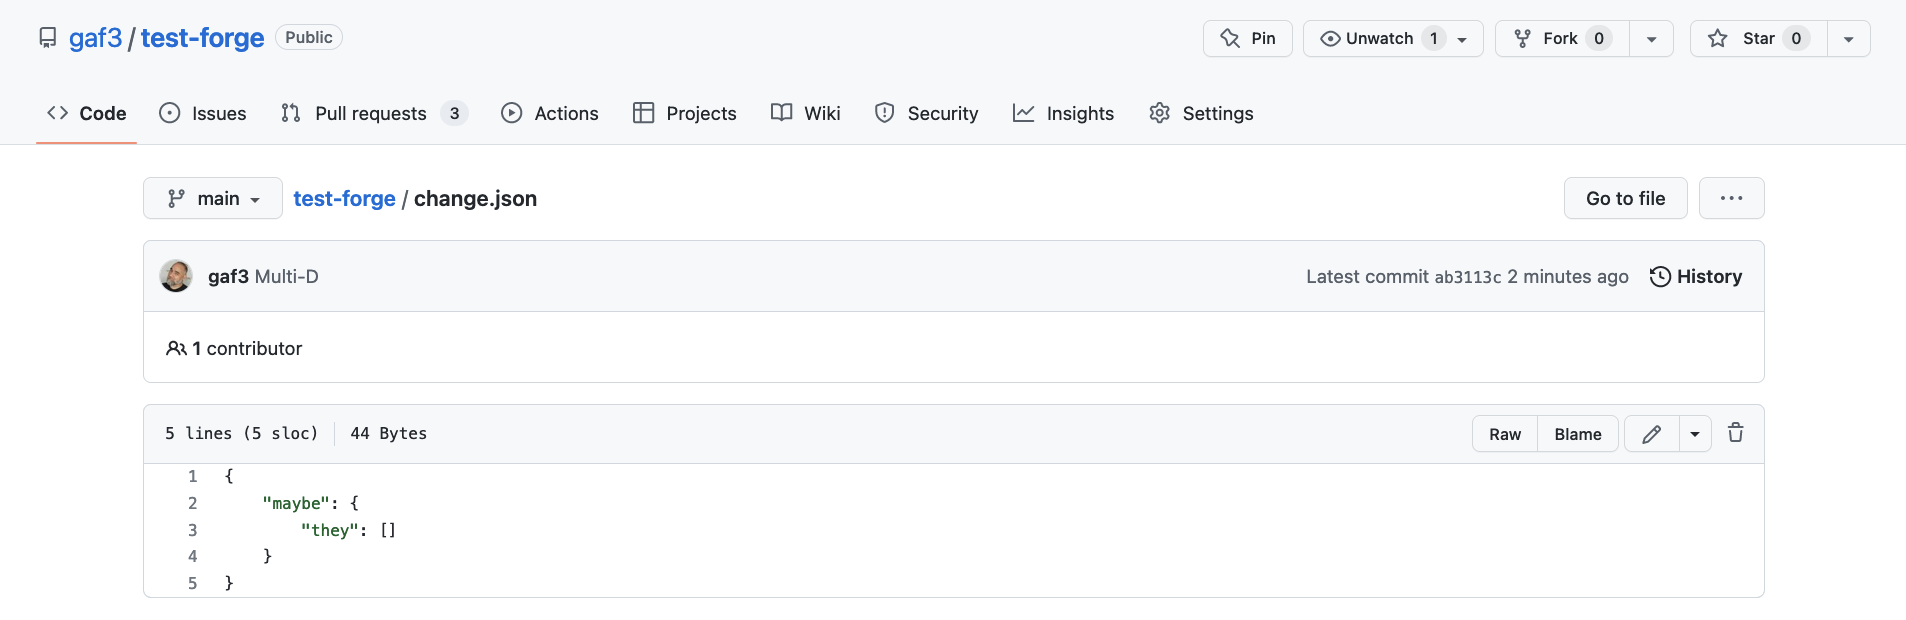 gaf3 / test-forge Public Pin Unwatch 1 Fork 0 Star 0
Code Issues Pull requests 3 Actions Projects Wiki Security Insights Settings
main test-forge / change.json Go to file ...
gaf3 Multi-D Latest commit ab3113c 2 minutes ago History
1 contributor
5 lines (5 sloc) 44 Bytes Raw Blame
1 {
2     "maybe": {
3         "they": []
4     }
5 }